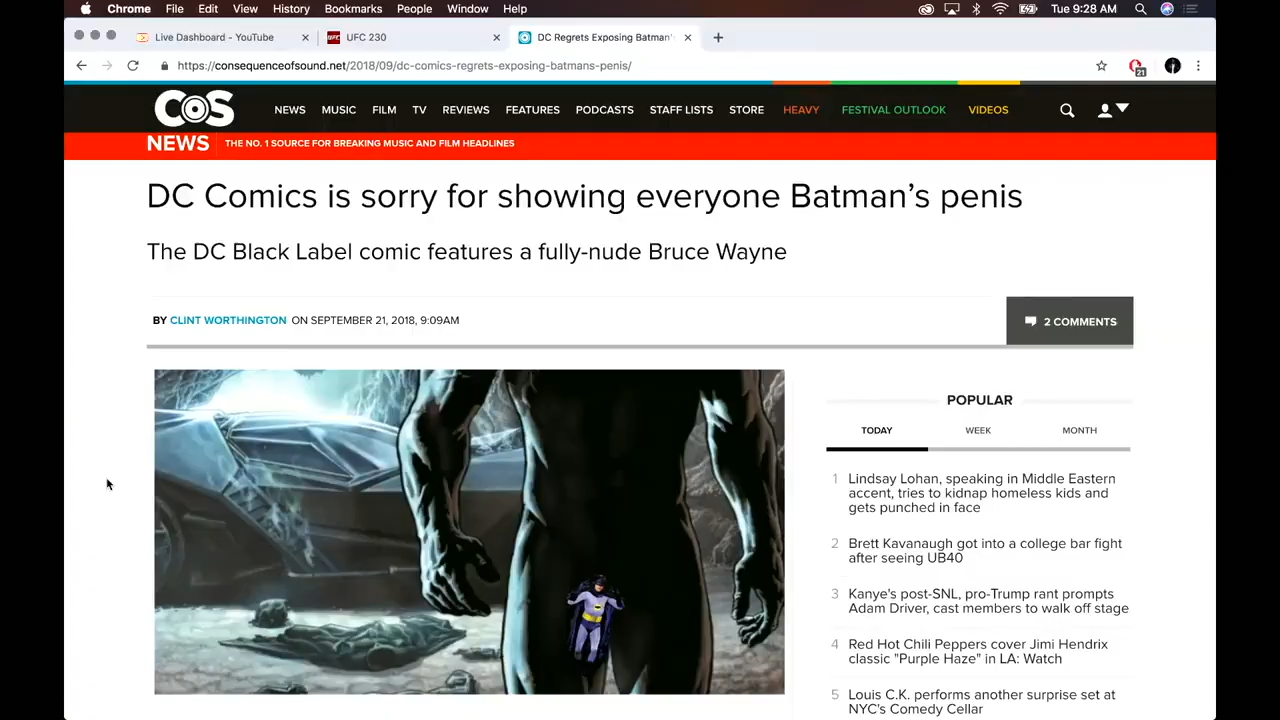 Chrome File Edit View History Bookmarks People Window Help Tue 9:28 AM
Live Dashboard - YouTube UFC UFC 230 DC Regrets Exposing Batman's
https://consequenceofsound.net/2018/09/dc-comics-regrets-exposing-batmans-penis/ 21
COS NEWS MUSIC FILM TV REVIEWS FEATURES PODCASTS STAFF LISTS STORE HEAVY FESTIVAL OUTLOOK VIDEOS
NEWS THE NO. 1 SOURCE FOR BREAKING MUSIC AND FILM HEADLINES
DC Comics is sorry for showing everyone Batman's penis
The DC Black Label comic features a fully-nude Bruce Wayne
BY CLINT WORTHINGTON ON SEPTEMBER 21, 2018, 9:09AM
2 COMMENTS
POPULAR
TODAY WEEK MONTH
1 Lindsay Lohan, speaking in Middle Eastern
accent, tries to kidnap homeless kids and
gets punched in face
2 Brett Kavanaugh got into a college bar fight
after seeing UB40
3 Kanye's post-SNL, pro-Trump rant prompts
Adam Driver, cast members to walk off stage
4 Red Hot Chili Peppers cover Jimi Hendrix
classic "Purple Haze" in LA: Watch
5 Louis C.K. performs another surprise set at
NYC's Comedy Cellar